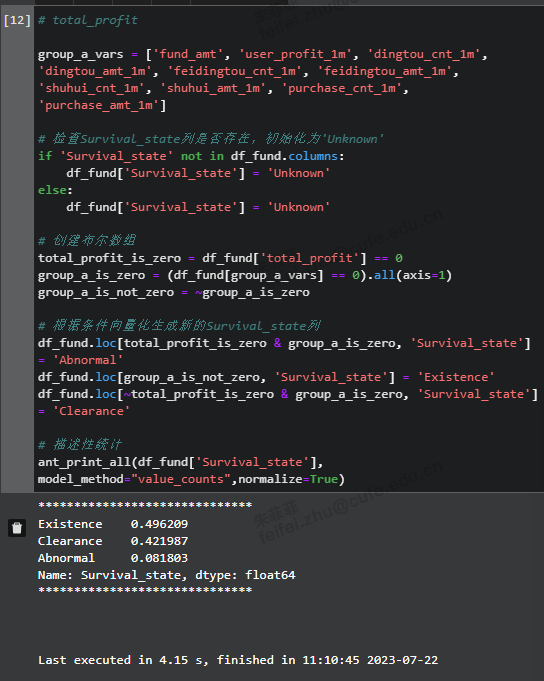 [12] # total_profit
group_a_vars = ['fund_amt', 'user_profit_1m', 'dingtou_cnt_1m',
'dingtou_amt_1m', 'feidingtou_cnt_1m', 'feidingtou_amt_1m',
'shuhui_cnt_1m', 'shuhui_amt_1m', 'purchase_cnt_1m',
'purchase_amt_1m']
# 检查Survival_state列是否存在，初始化为'Unknown'
if 'Survival_state' not in df_fund.columns:
    df_fund['Survival_state'] = 'Unknown'
else:
    df_fund['Survival_state'] = 'Unknown'
# 创建布尔数组
total_profit_is_zero = df_fund['total_profit'] == 0
group_a_is_zero = (df_fund[group_a_vars] == 0).all(axis=1)
group_a_is_not_zero = ~group_a_is_zero
# 根据条件向量化生成新的Survival_state列
df_fund.loc[total_profit_is_zero & group_a_is_zero, 'Survival_state']
= 'Abnormal'
df_fund.loc[group_a_is_not_zero, 'Survival_state'] = 'Existence'
df_fund.loc[~total_profit_is_zero & group_a_is_zero, 'Survival_state']
= 'Clearance'
# 描述性统计
ant_print_all(df_fund['Survival_state'],
model_method="value_counts",normalize=True)
******************************
Existence    0.496209
Clearance    0.421987
Abnormal     0.081803
Name: Survival_state, dtype: float64
******************************
Last executed in 4.15 s, finished in 11:10:45 2023-07-22
朱菲菲
feifei.zhu@cufe.edu.cn